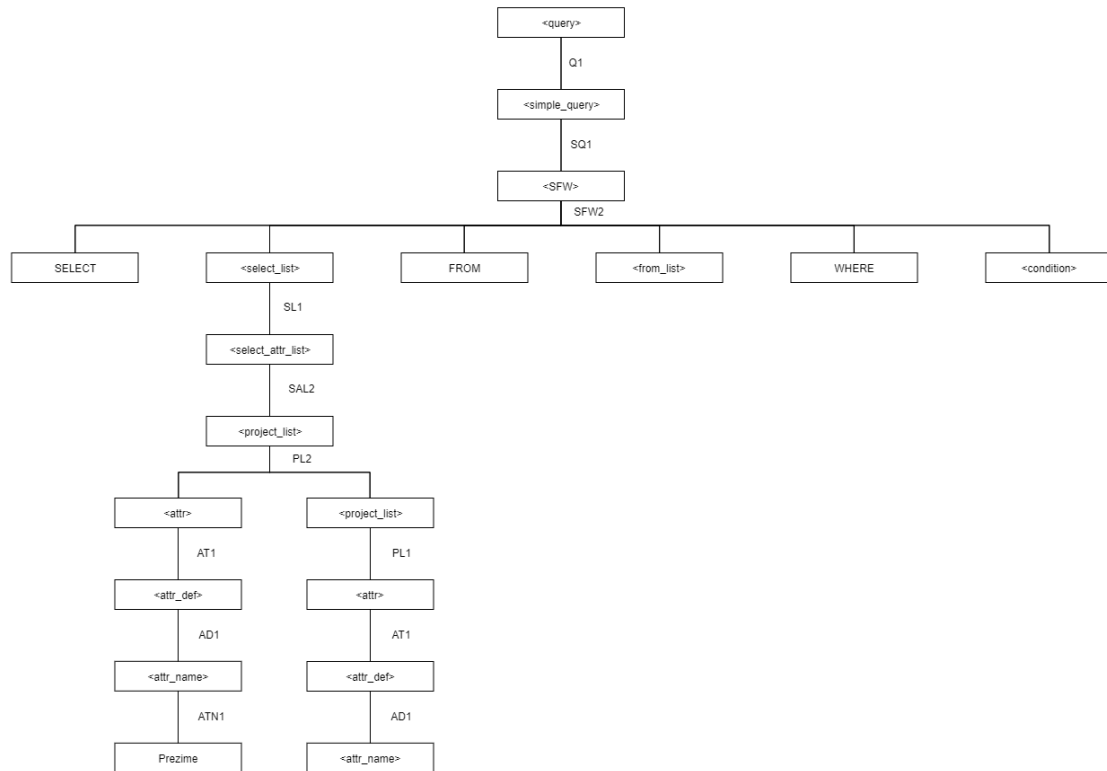 <query>
Q1
<simple_query>
SQ1
<SFW>
SFW2
SELECT <select_list> FROM <from_list> WHERE <condition>
SL1
<select_attr_list>
SAL2
<project_list>
PL2
<attr> <project_list>
AT1 PL1
<attr_def> <attr>
AD1 AT1
<attr_name> <attr_def>
ATN1 AD1
Prezime <attr_name>